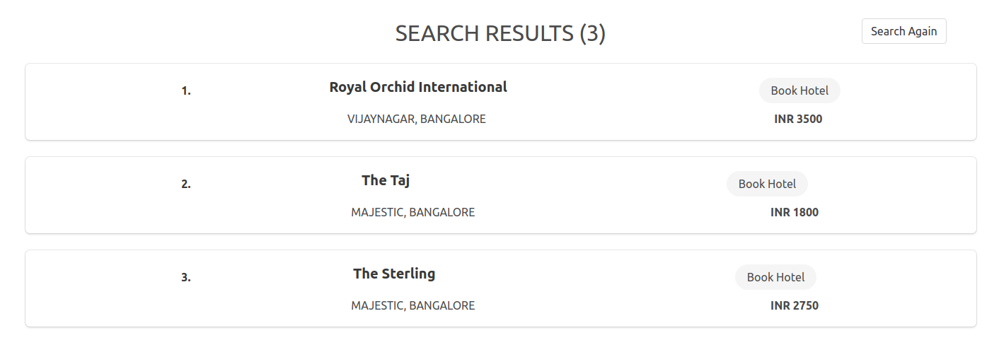 SEARCH RESULTS (3)
Search Again
1.
Royal Orchid International
Book Hotel
VIJAYNAGAR, BANGALORE
INR 3500
2.
The Taj
Book Hotel
MAJESTIC, BANGALORE
INR 1800
3.
The Sterling
Book Hotel
MAJESTIC, BANGALORE
INR 2750